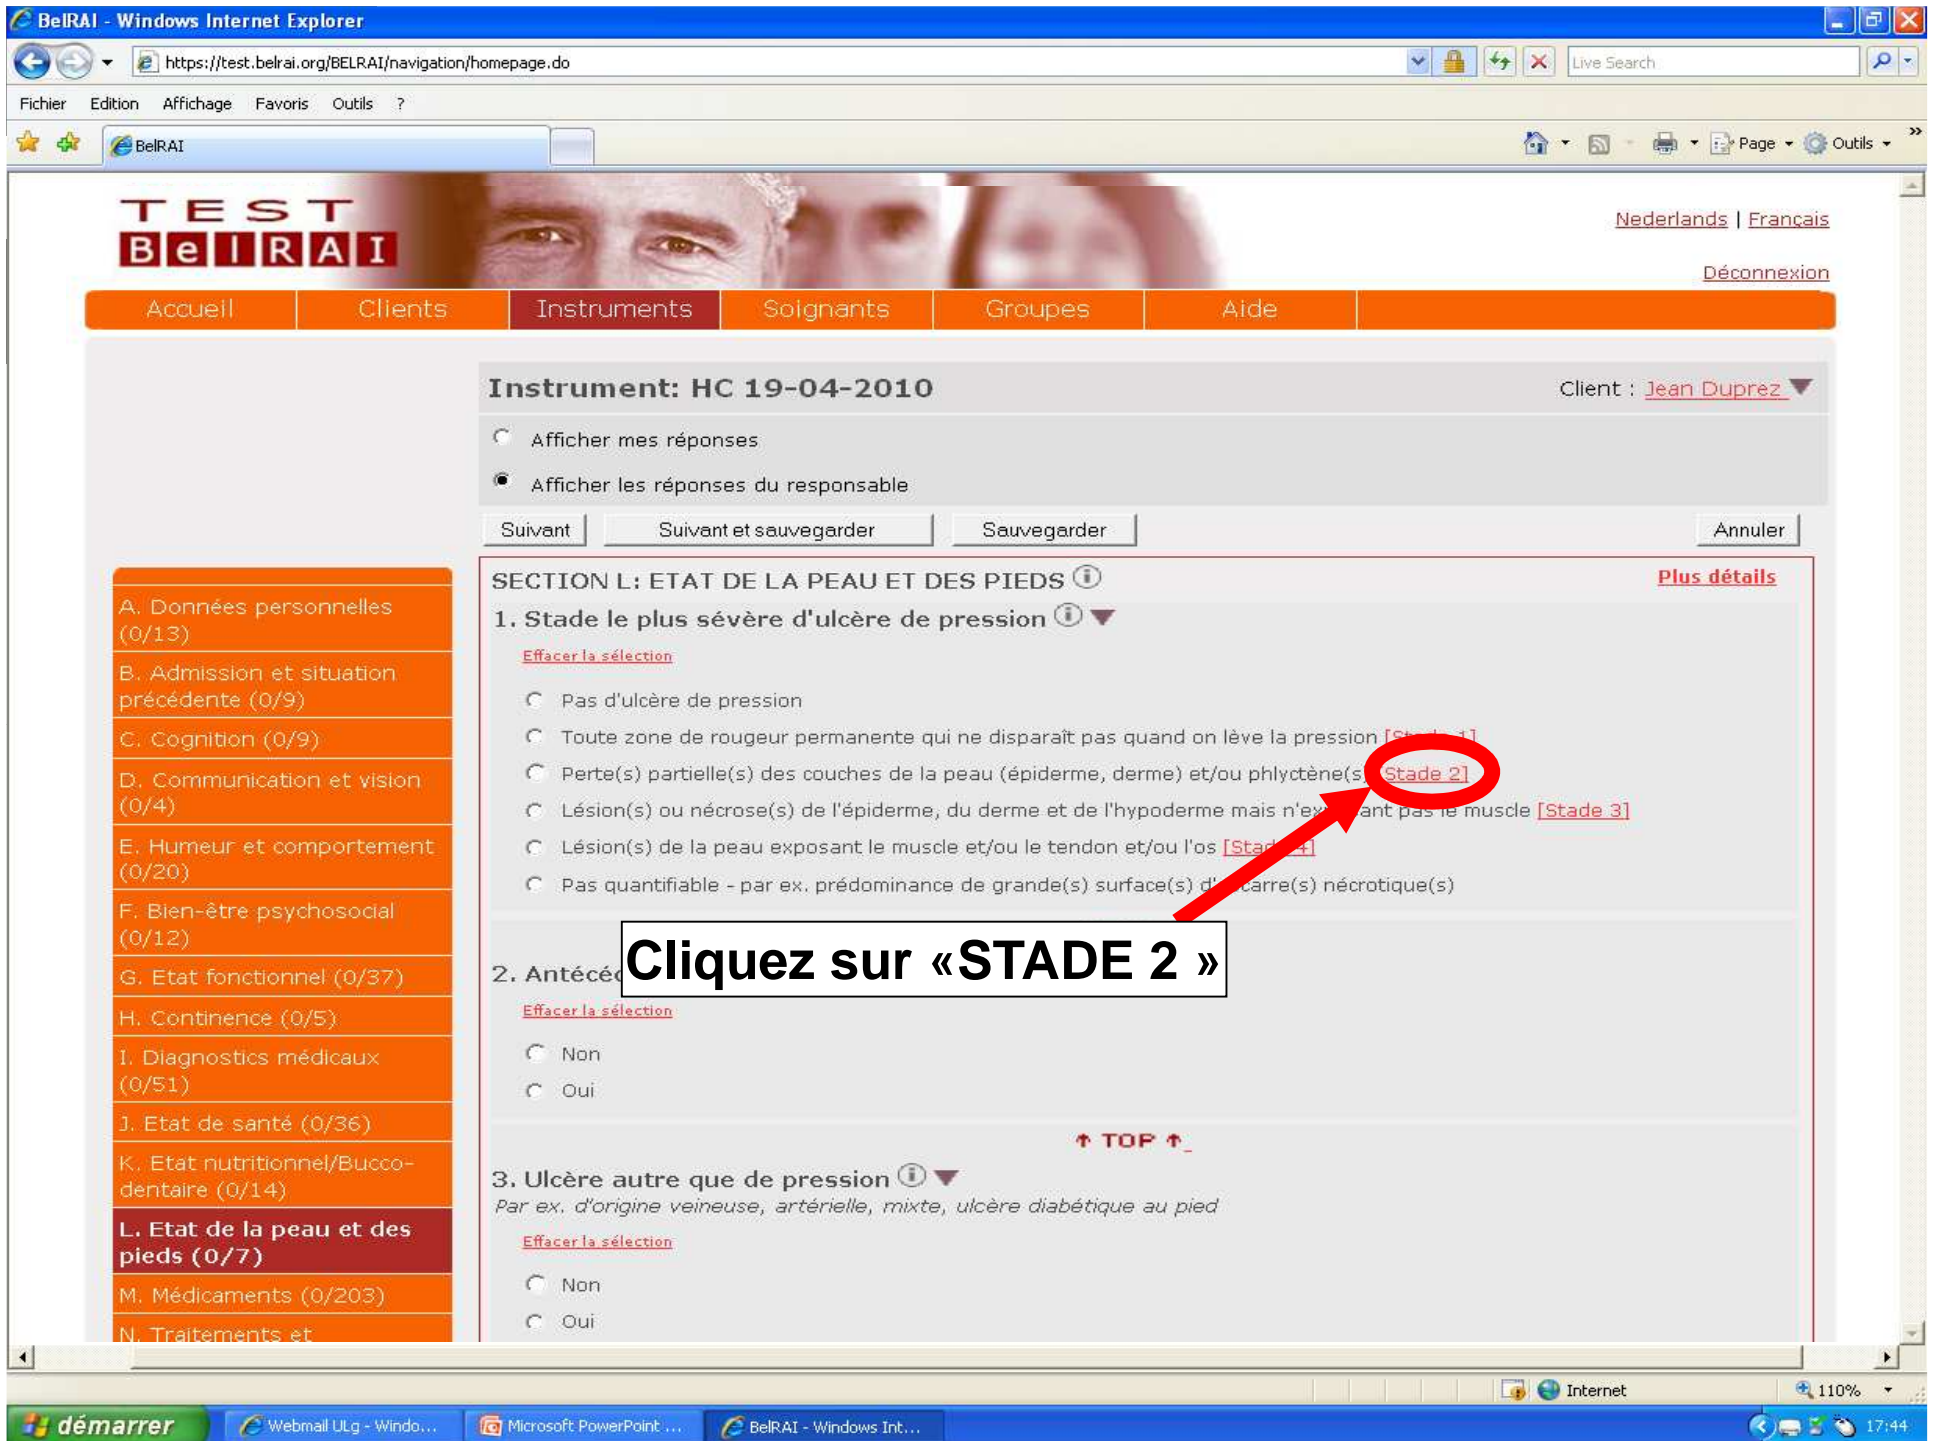 BelRAI - Windows Internet Explorer
https://test.belrai.org/BELRAI/navigation/homepage.do
Live Search
Fichier Edition Affichage Favoris Outils ?
BelRAI
Page Outils
TEST
BelRAI
Nederlands | Français
Déconnexion
Accueil Clients Instruments Soignants Groupes Aide
Instrument: HC 19-04-2010
Client : Jean Duprez
Afficher mes réponses
Afficher les réponses du responsable
Suivant Suivant et sauvegarder Sauvegarder Annuler
A. Données personnelles
(0/13)
B. Admission et situation
précédente (0/9)
C. Cognition (0/9)
D. Communication et vision
(0/4)
E. Humeur et comportement
(0/20)
F. Bien-être psychosocial
(0/12)
G. Etat fonctionnel (0/37)
H. Continence (0/5)
I. Diagnostics médicaux
(0/51)
J. Etat de santé (0/36)
K. Etat nutritionnel/Bucco-
dentaire (0/14)
L. Etat de la peau et des
pieds (0/7)
M. Médicaments (0/203)
N. Traitements et
SECTION L: ETAT DE LA PEAU ET DES PIEDS
Plus détails
1. Stade le plus sévère d'ulcère de pression
Effacer la sélection
Pas d'ulcère de pression
Toute zone de rougeur permanente qui ne disparaît pas quand on lève la pression [Stade 1]
Perte(s) partielle(s) des couches de la peau (épiderme, derme) et/ou phlyctène(s) Stade 2]
Lésion(s) ou nécrose(s) de l'épiderme, du derme et de l'hypoderme mais pas le muscle [Stade 3]
Lésion(s) de la peau exposant le muscle et/ou le tendon et/ou l'os [Stade 4]
Pas quantifiable - par ex. prédominance de grande(s) surface(s) nécrotique(s)
Cliquez sur «STADE 2 »
2.
Effacer la sélection
Non
Oui
TOP
3. Ulcère autre que de pression
Par ex. d'origine veineuse, artérielle, mixte, ulcère diabétique au pied
Effacer la sélection
Non
Oui
Internet
110%
démarrer
Webmail ULg - Windo...
Microsoft PowerPoint ...
BelRAI - Windows Int...
17:44